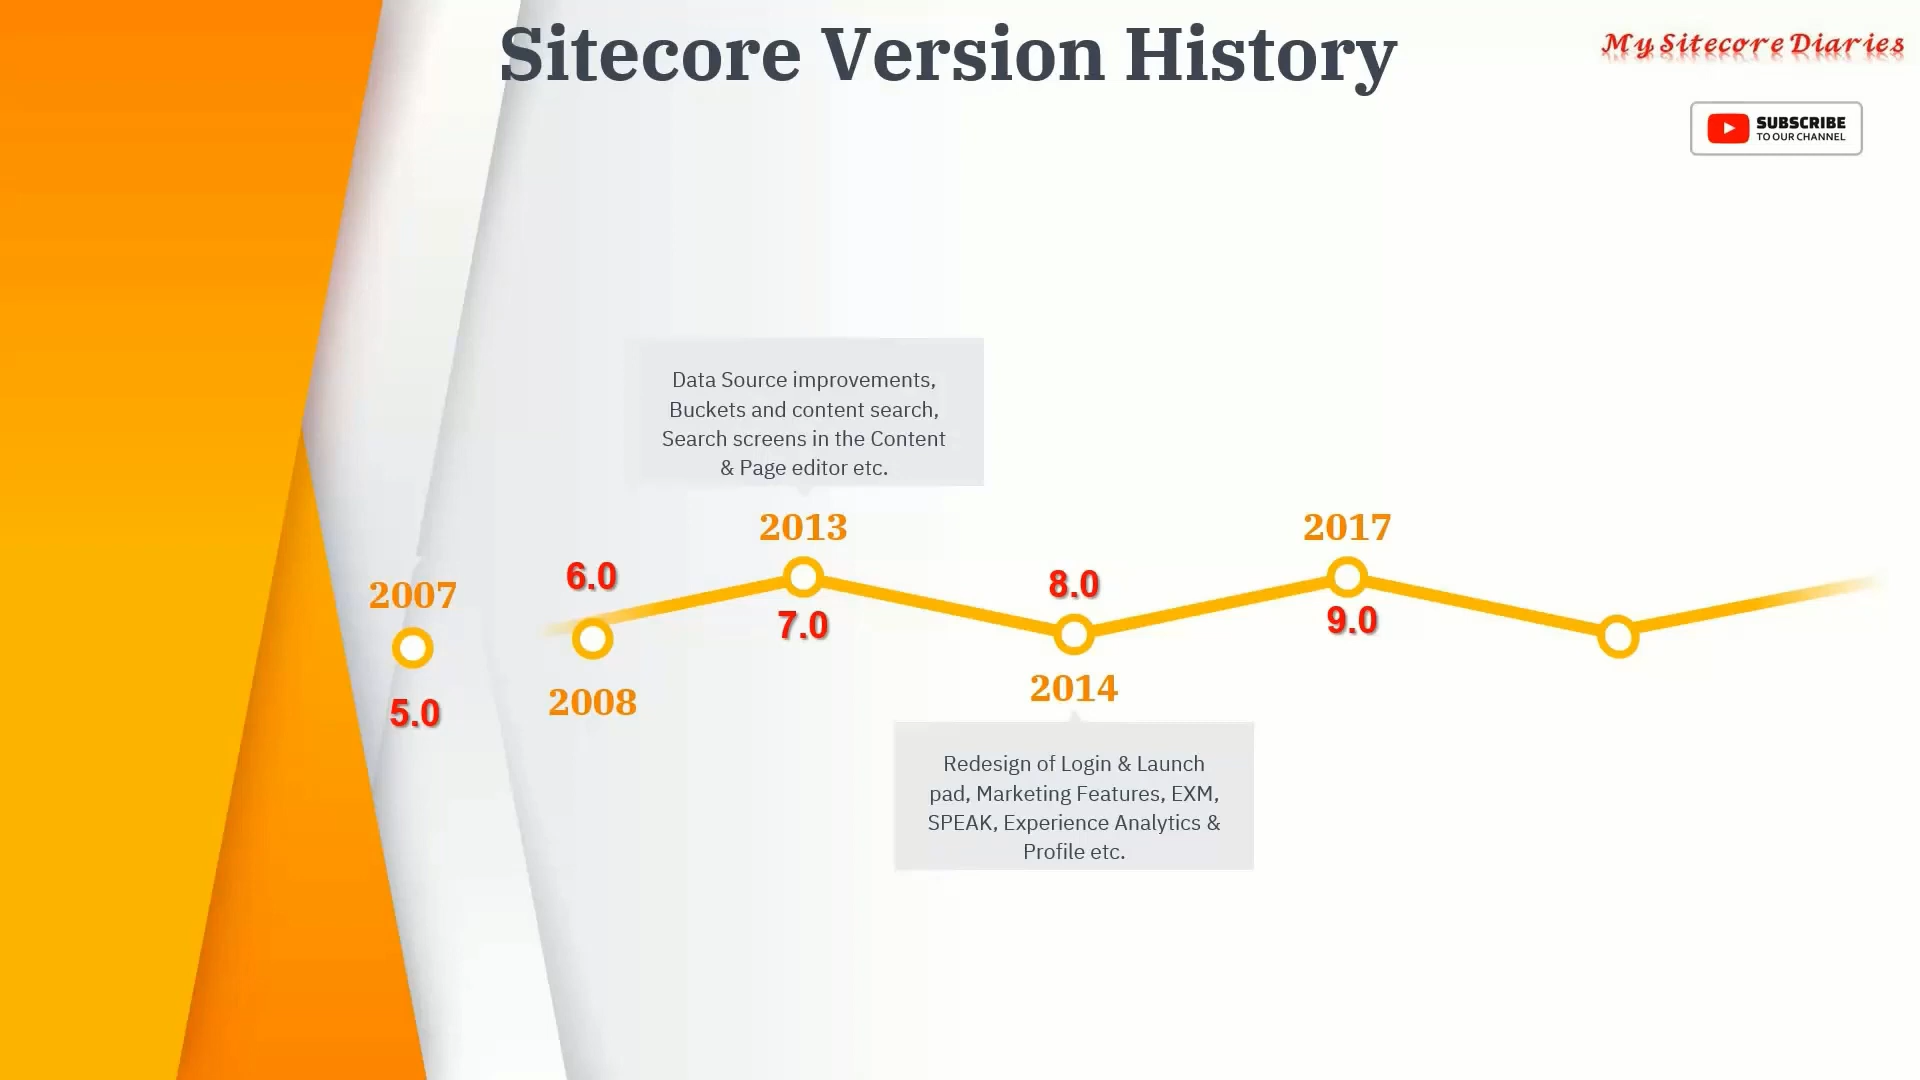 Sitecore Version History
My Sitecore Diaries
SUBSCRIBE
TO OUR CHANNEL
Data Source improvements,
Buckets and content search,
Search screens in the Content
& Page editor etc.
2007
5.0
6.0
2008
2013
7.0
8.0
2014
2017
9.0
Redesign of Login & Launch
pad, Marketing Features, EXM,
SPEAK, Experience Analytics &
Profile etc.